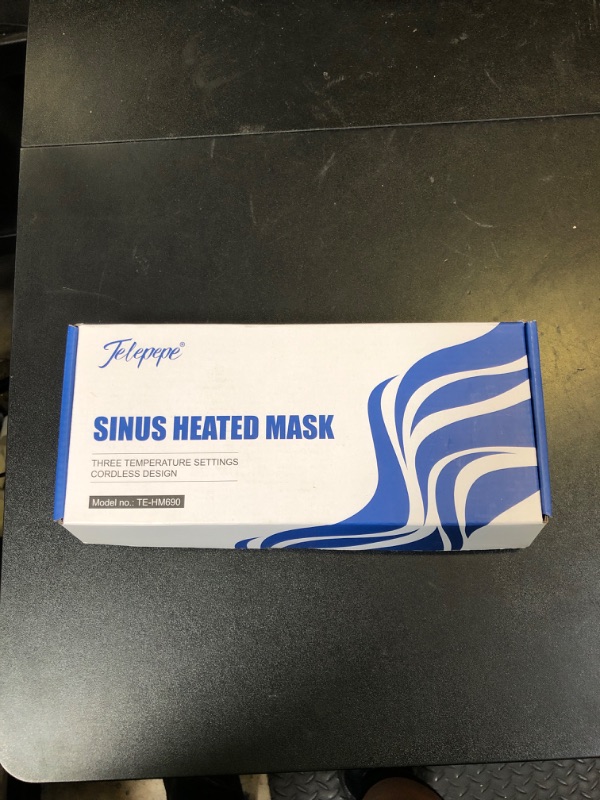 Telepepe®
SINUS HEATED MASK
THREE TEMPERATURE SETTINGS
CORDLESS DESIGN
Model no.: TE-HM690